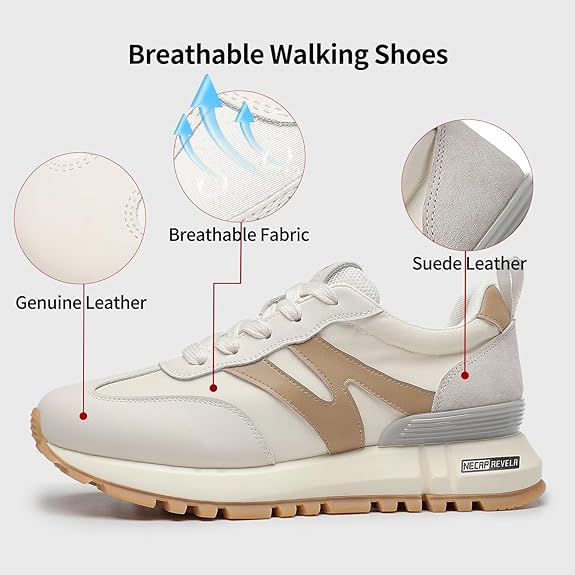 Breathable Walking Shoes
Breathable Fabric
Suede Leather
Genuine Leather
NECAP REVELA